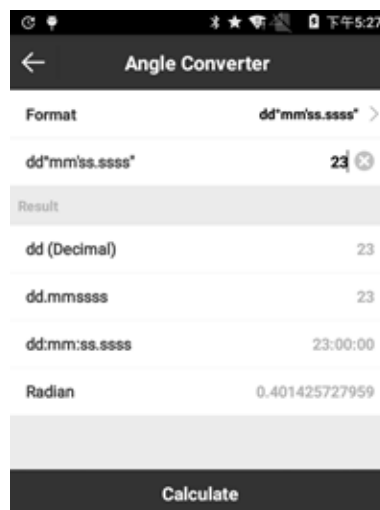 下午5:27
Angle Converter
Format dd°mm'ss.ssss" >
dd°mm'ss.ssss" 23
Result
dd (Decimal) 23
dd.mmssss 23
dd:mm:ss.ssss 23:00:00
Radian 0.401425727959
Calculate